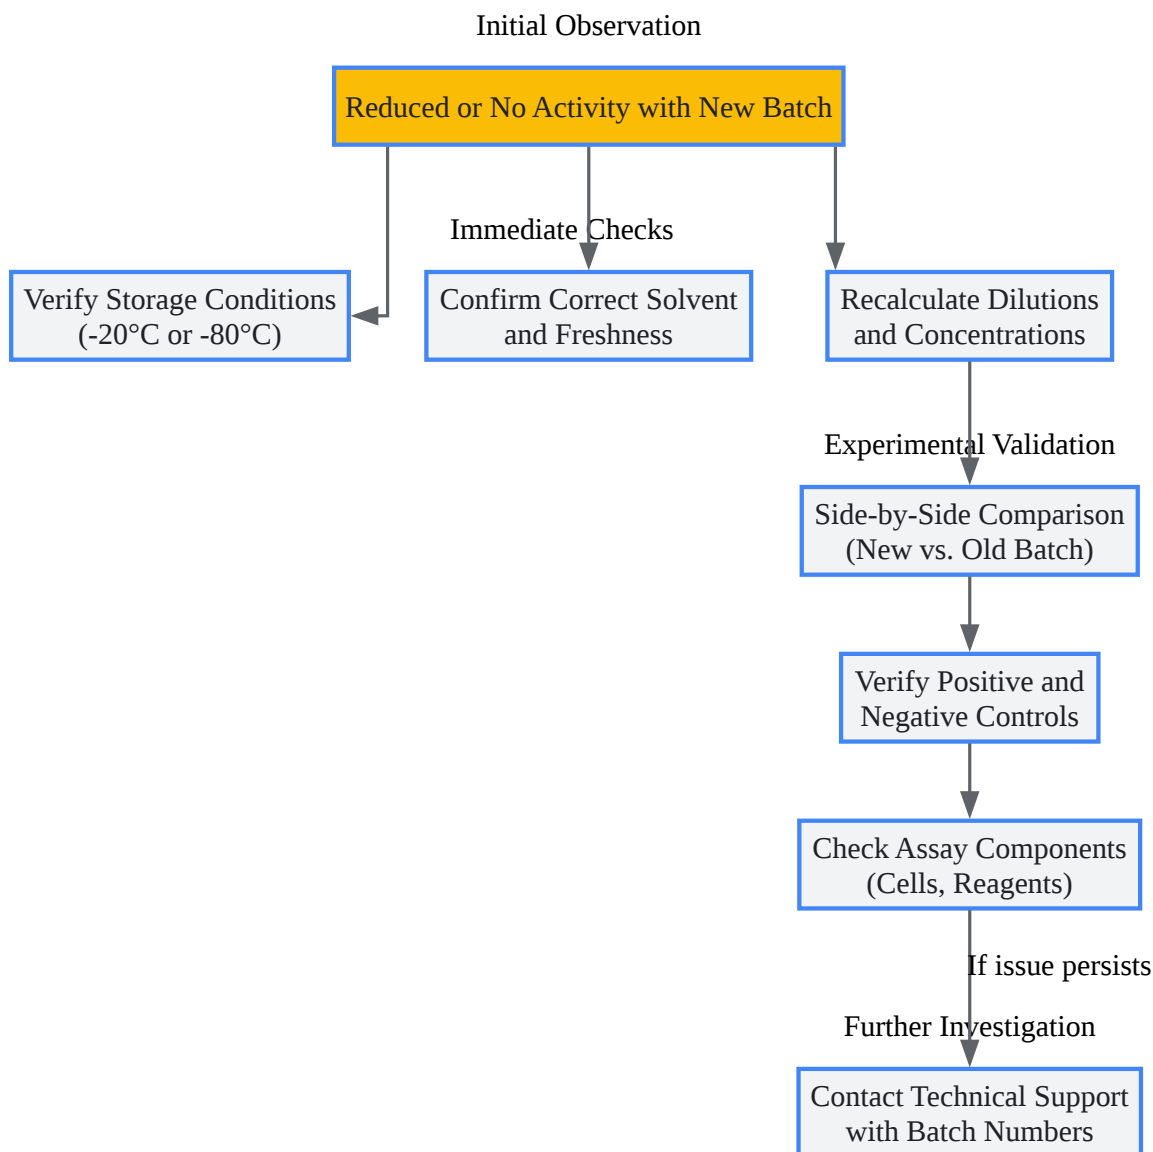 Initial Observation
Reduced or No Activity with New Batch
Immediate Checks
Verify Storage Conditions
(-20°C or -80°C)
Confirm Correct Solvent
and Freshness
Recalculate Dilutions
and Concentrations
Experimental Validation
Side-by-Side Comparison
(New vs. Old Batch)
Verify Positive and
Negative Controls
Check Assay Components
(Cells, Reagents)
If issue persists
Further Investigation
Contact Technical Support
with Batch Numbers